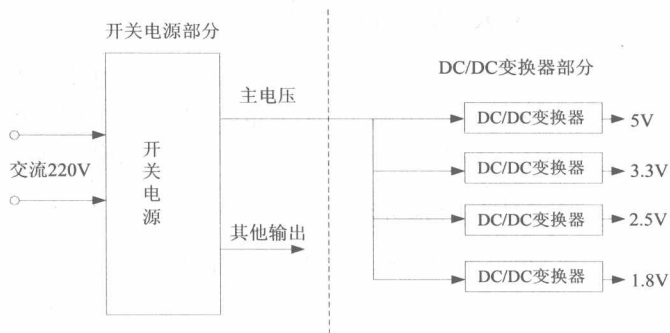 开关电源部分
DC/DC变换器部分
主电压
DC/DC变换器
5V
交流220V
开关电源
DC/DC变换器
3.3V
其他输出
DC/DC变换器
2.5V
DC/DC变换器
1.8V